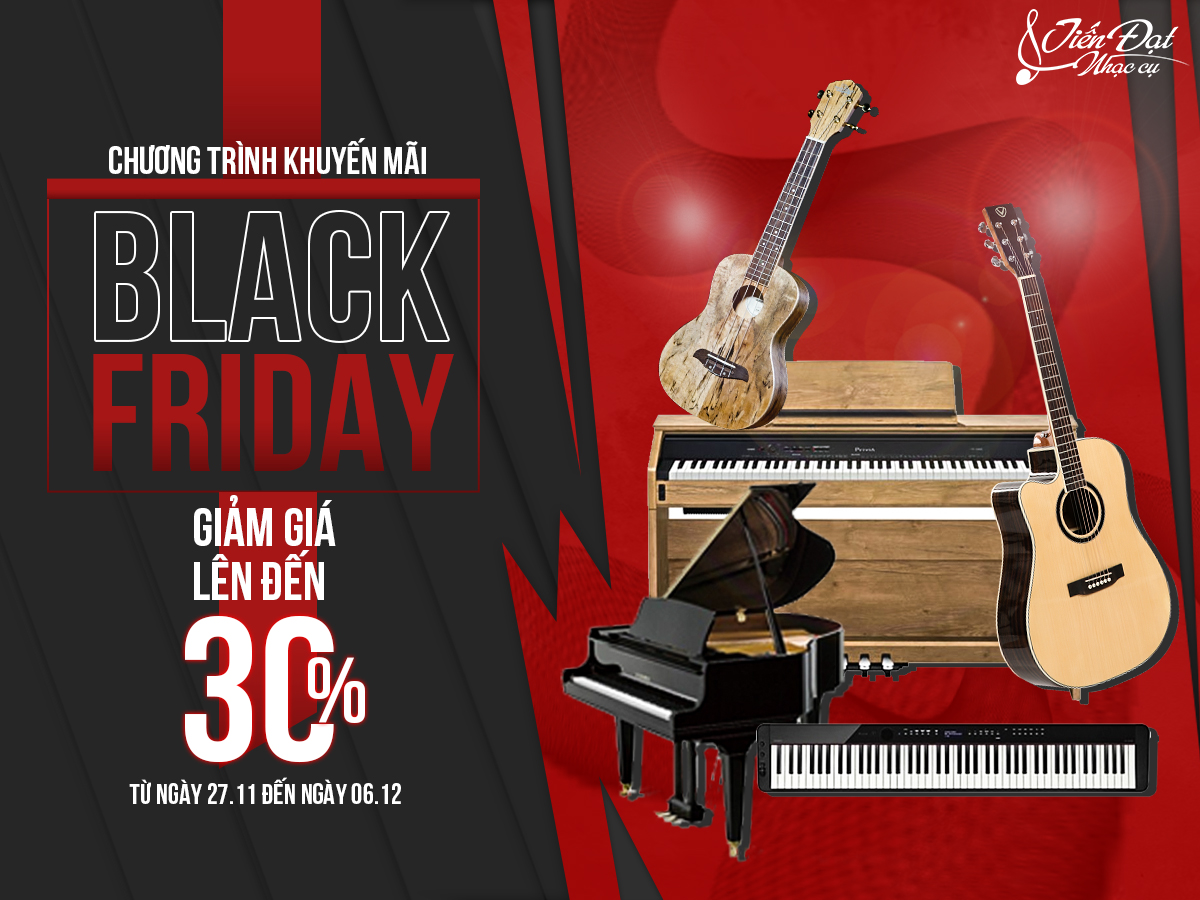 Tiến Đạt
Nhạc cụ
CHƯƠNG TRÌNH KHUYẾN MÃI
BLACK
FRIDAY
GIẢM GIÁ
LÊN ĐẾN
30%
TỪ NGÀY 27.11 ĐẾN NGÀY 06.12